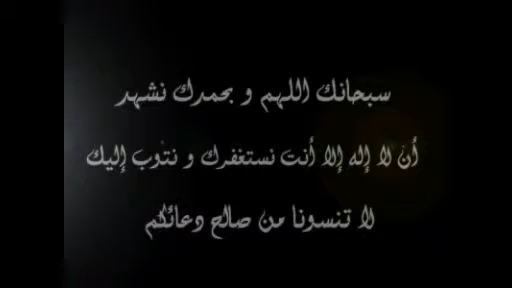 سبحانك اللهم و بحمدك نشهد
أن لا إله إلا أنت نستغفرك و نتوب إليك
لا تنسونا من صالح دعائكم